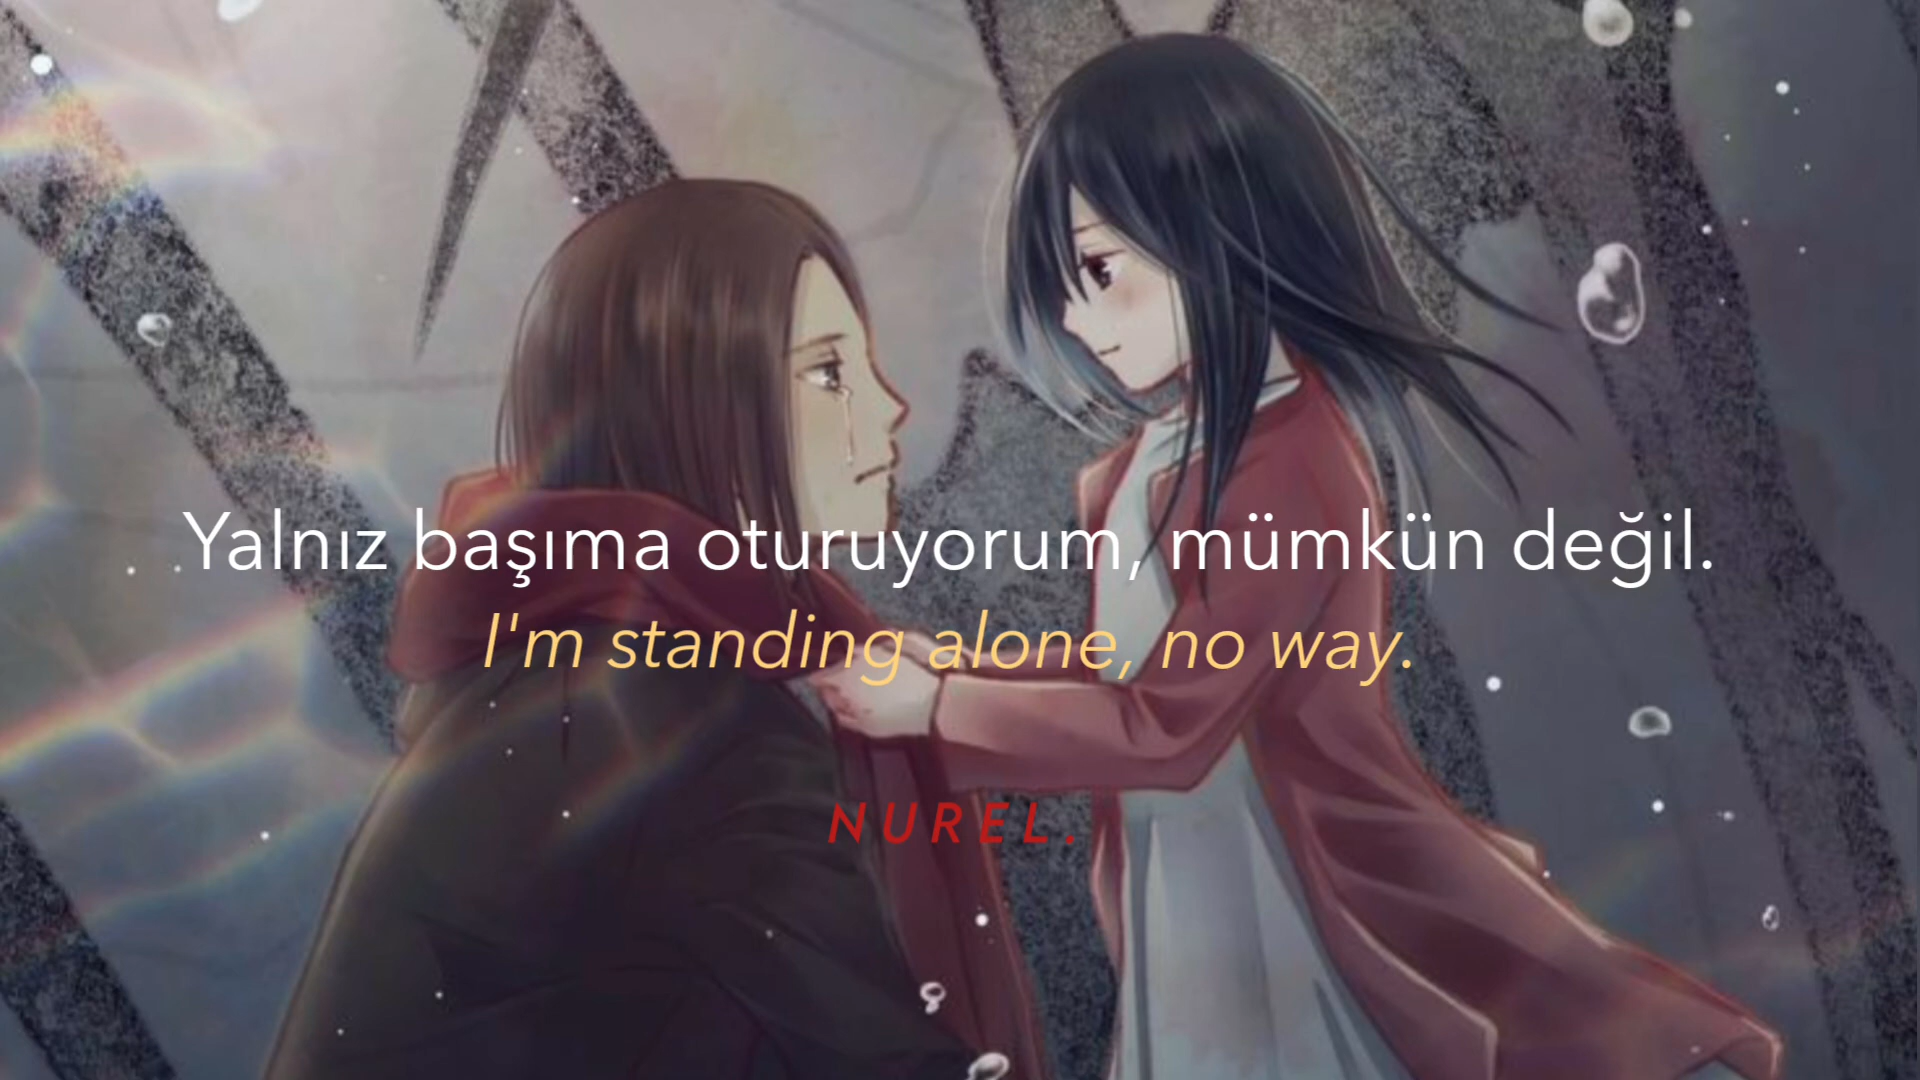 Yalnız başıma oturuyorum, mümkün değil.
I'm standing alone, no way.
NUREL.